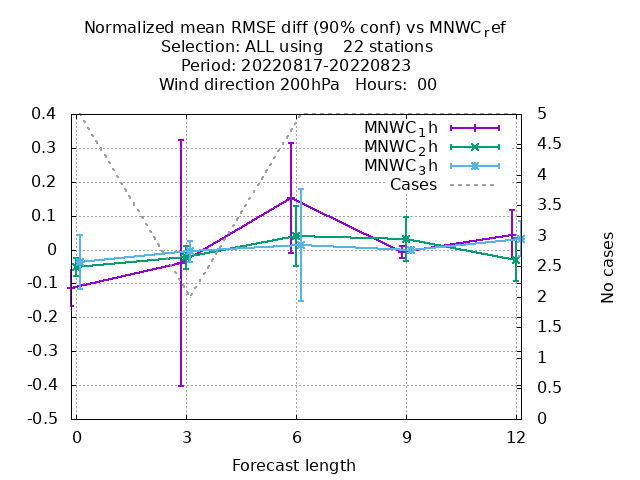 Normalized mean RMSE diff (90% conf) vs MNWC_ref
Selection: ALL using    22 stations
Period: 20220817-20220823
Wind direction 200hPa   Hours:  00
MNWC_1h
MNWC_2h
MNWC_3h
Cases
0.4
0.3
0.2
0.1
0
-0.1
-0.2
-0.3
-0.4
-0.5
5
4.5
4
3.5
3
2.5
2
1.5
1
0.5
0
No cases
0 3 6 9 12
Forecast length